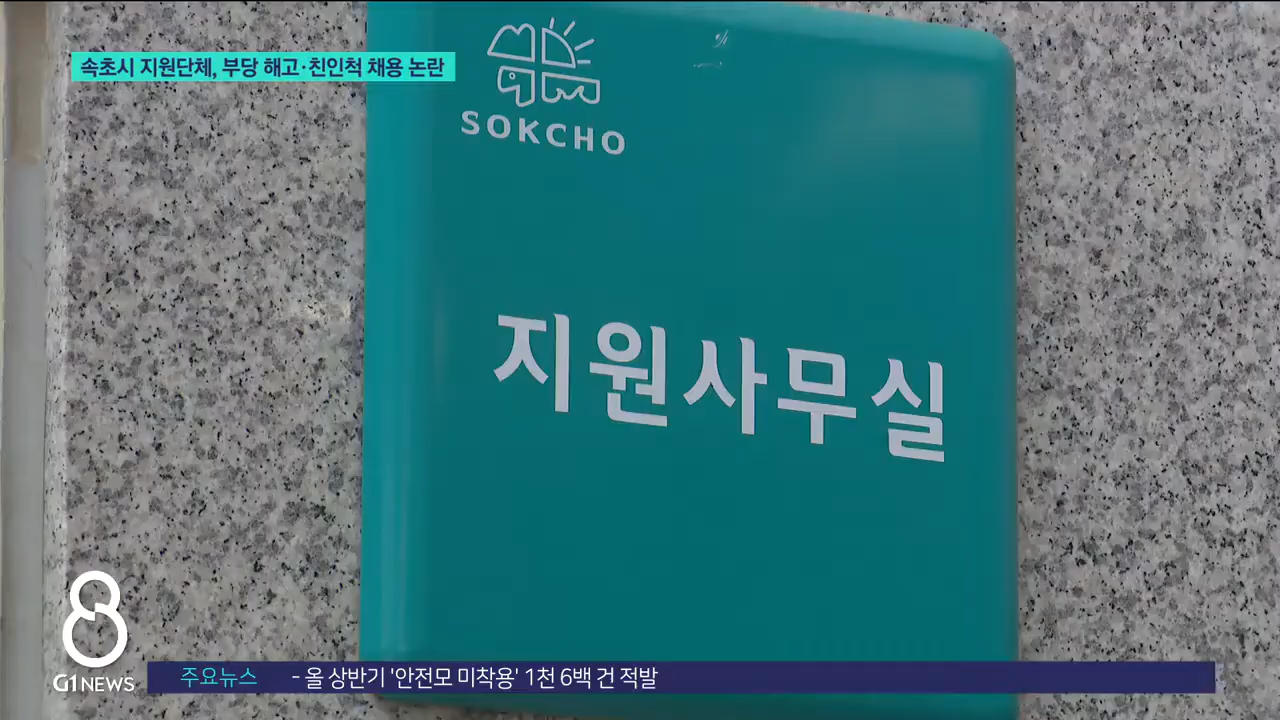 속초시 지원단체, 부당 해고·친인척 채용 논란
SOKCHO
지원사무실
8
G1 NEWS
주요뉴스 - 올 상반기 '안전모 미착용' 1천 6백 건 적발